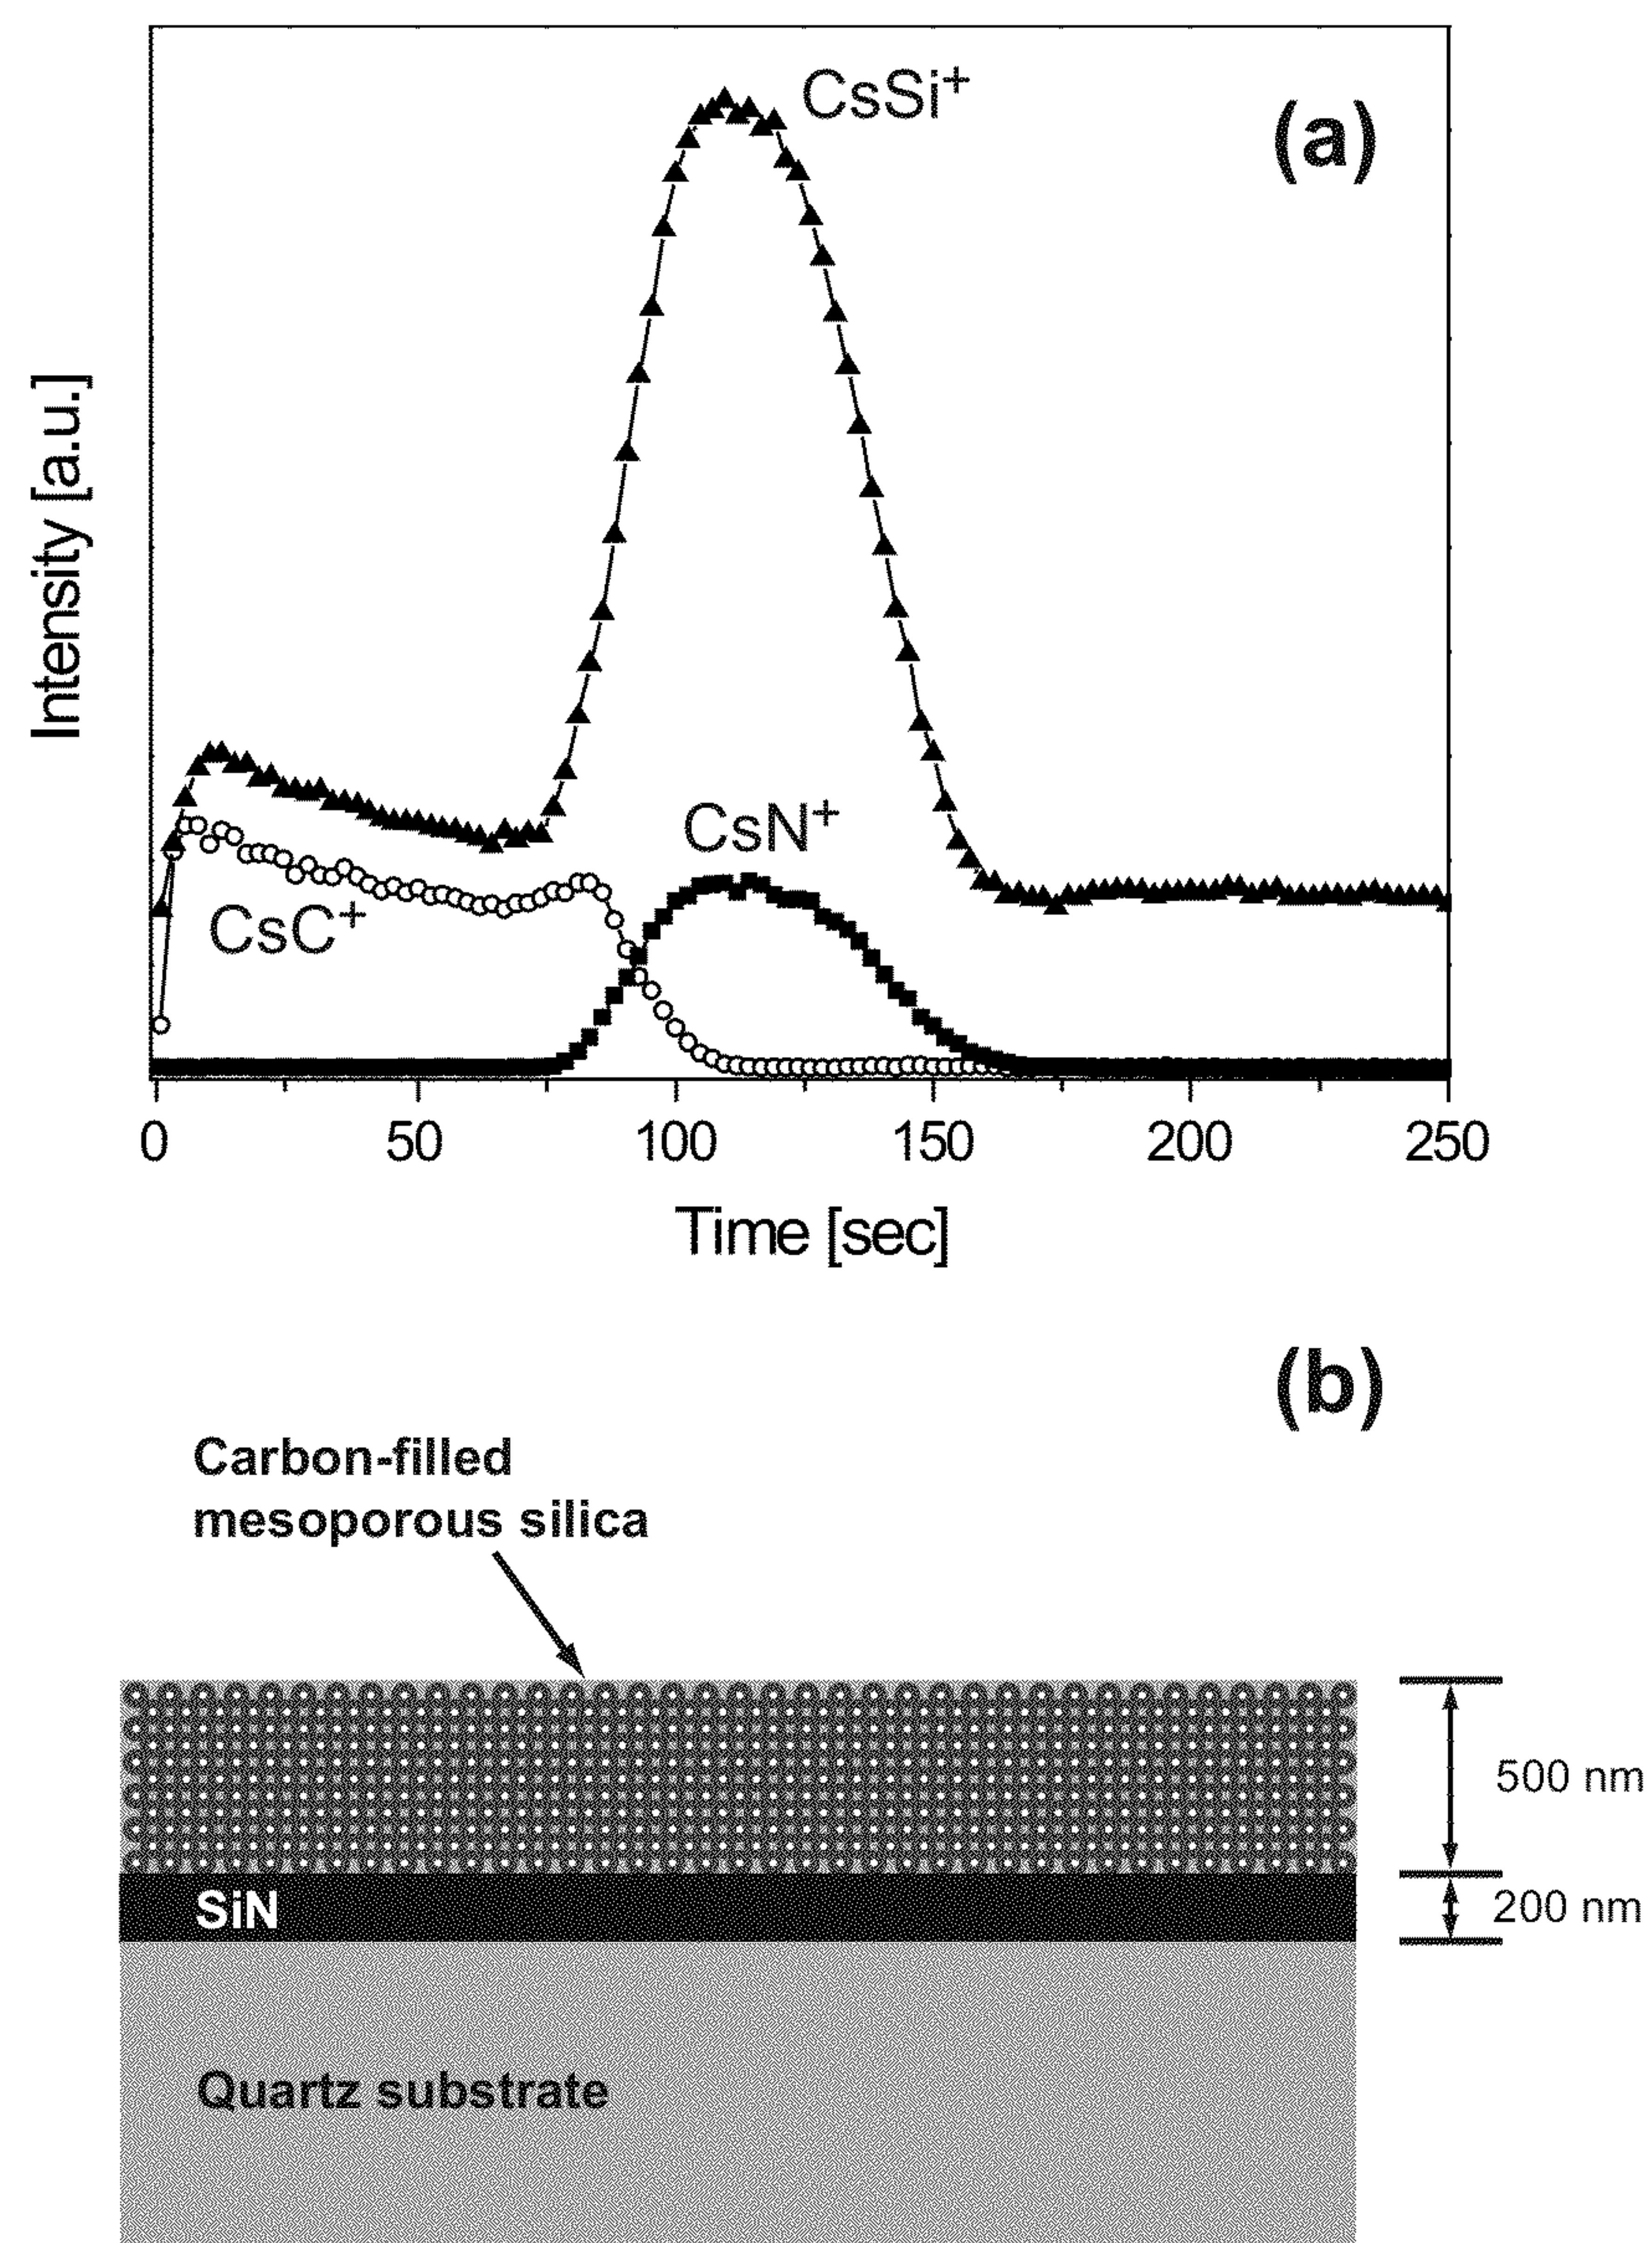 CsSi⁺
(a)
Intensity [a.u.]
CsN⁺
CsC⁺
0 50 100 150 200 250
Time [sec]
(b)
Carbon-filled
mesoporous silica
500 nm
SiN
200 nm
Quartz substrate